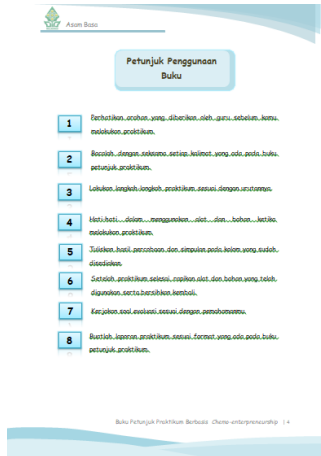 Asam Basa
Petunjuk Penggunaan
Buku
1 Perhatikan arahan yang diberikan oleh guru sebelum kamu
melakukan praktikum.
2 Bacalah dengan seksama setiap kalimat yang ada pada buku
petunjuk praktikum.
3 Lakukan langkah-langkah praktikum sesuai dengan urutannya.
4 Hati-hati dalam menggunakan alat dan bahan ketika
melakukan praktikum.
5 Tuliskan hasil percobaan dan simpulan pada kolom yang sudah
disediakan.
6 Setelah praktikum selesai, rapikan alat dan bahan yang telah
digunakan serta bersihkan kembali.
7 Kerjakan soal evaluasi sesuai dengan pemahamanmu.
8 Buatlah laporan praktikum sesuai format yang ada pada buku
petunjuk praktikum.
Buku Petunjuk Praktikum Berbasis Chemo-enterpreneurship | 4